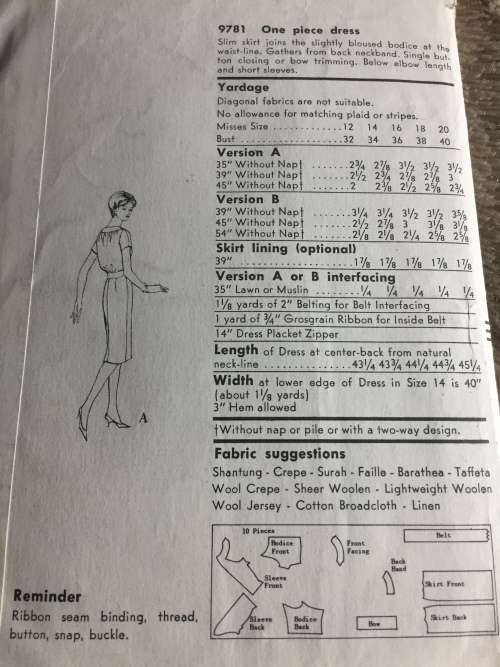 9781 One piece dress
Slim skirt joins the slightly bloused bodice at the
waist-line. Gathers from back neckband. Single but-
ton closing or bow trimming. Below elbow length
and short sleeves.
Yardage
Diagonal fabrics are not suitable.
No allowance for matching plaid or stripes.
Misses Size ............12 14 16 18 20
Bust ....................32 34 36 38 40
Version A
35" Without Nap† .......2¾ 2⅞ 3½ 3½ 3½
39" Without Nap† .......2½ 2¾ 2⅞ 2⅞ 3
45" Without Nap† .......2 2⅜ 2½ 2⅝ 2¾
Version B
39" Without Nap† .......3¼ 3¼ 3½ 3½ 3⅝
45" Without Nap† .......2½ 2⅞ 3 3⅛ 3⅛
54" Without Nap† .......2⅛ 2⅛ 2¼ 2⅝ 2⅝
Skirt lining (optional)
39" ....................1⅞ 1⅞ 1⅞ 1⅞ 1⅞
Version A or B interfacing
35" Lawn or Muslin ........¼ ¼ ¼ ¼ ¼
1⅛ yards of 2" Belting for Belt Interfacing
1 yard of ¾" Grosgrain Ribbon for Inside Belt
14" Dress Placket Zipper
Length of Dress at center-back from natural
neck-line ...............43¼ 43¾ 44¼ 44¾ 45¼
Width at lower edge of Dress in Size 14 is 40"
(about 1⅛ yards)
3" Hem allowed
†Without nap or pile or with a two-way design.
Fabric suggestions
Shantung - Crepe - Surah - Faille - Barathea - Taffeta
Wool Crepe - Sheer Woolen - Lightweight Woolen
Wool Jersey - Cotton Broadcloth - Linen
A
Reminder
Ribbon seam binding, thread,
button, snap, buckle.
10 Pieces
Bodice
Front
Front
Facing
Belt
Sleeve
Front
Back
Band
Skirt Front
Sleeve
Back
Bodice
Back
Bow
Skirt Back